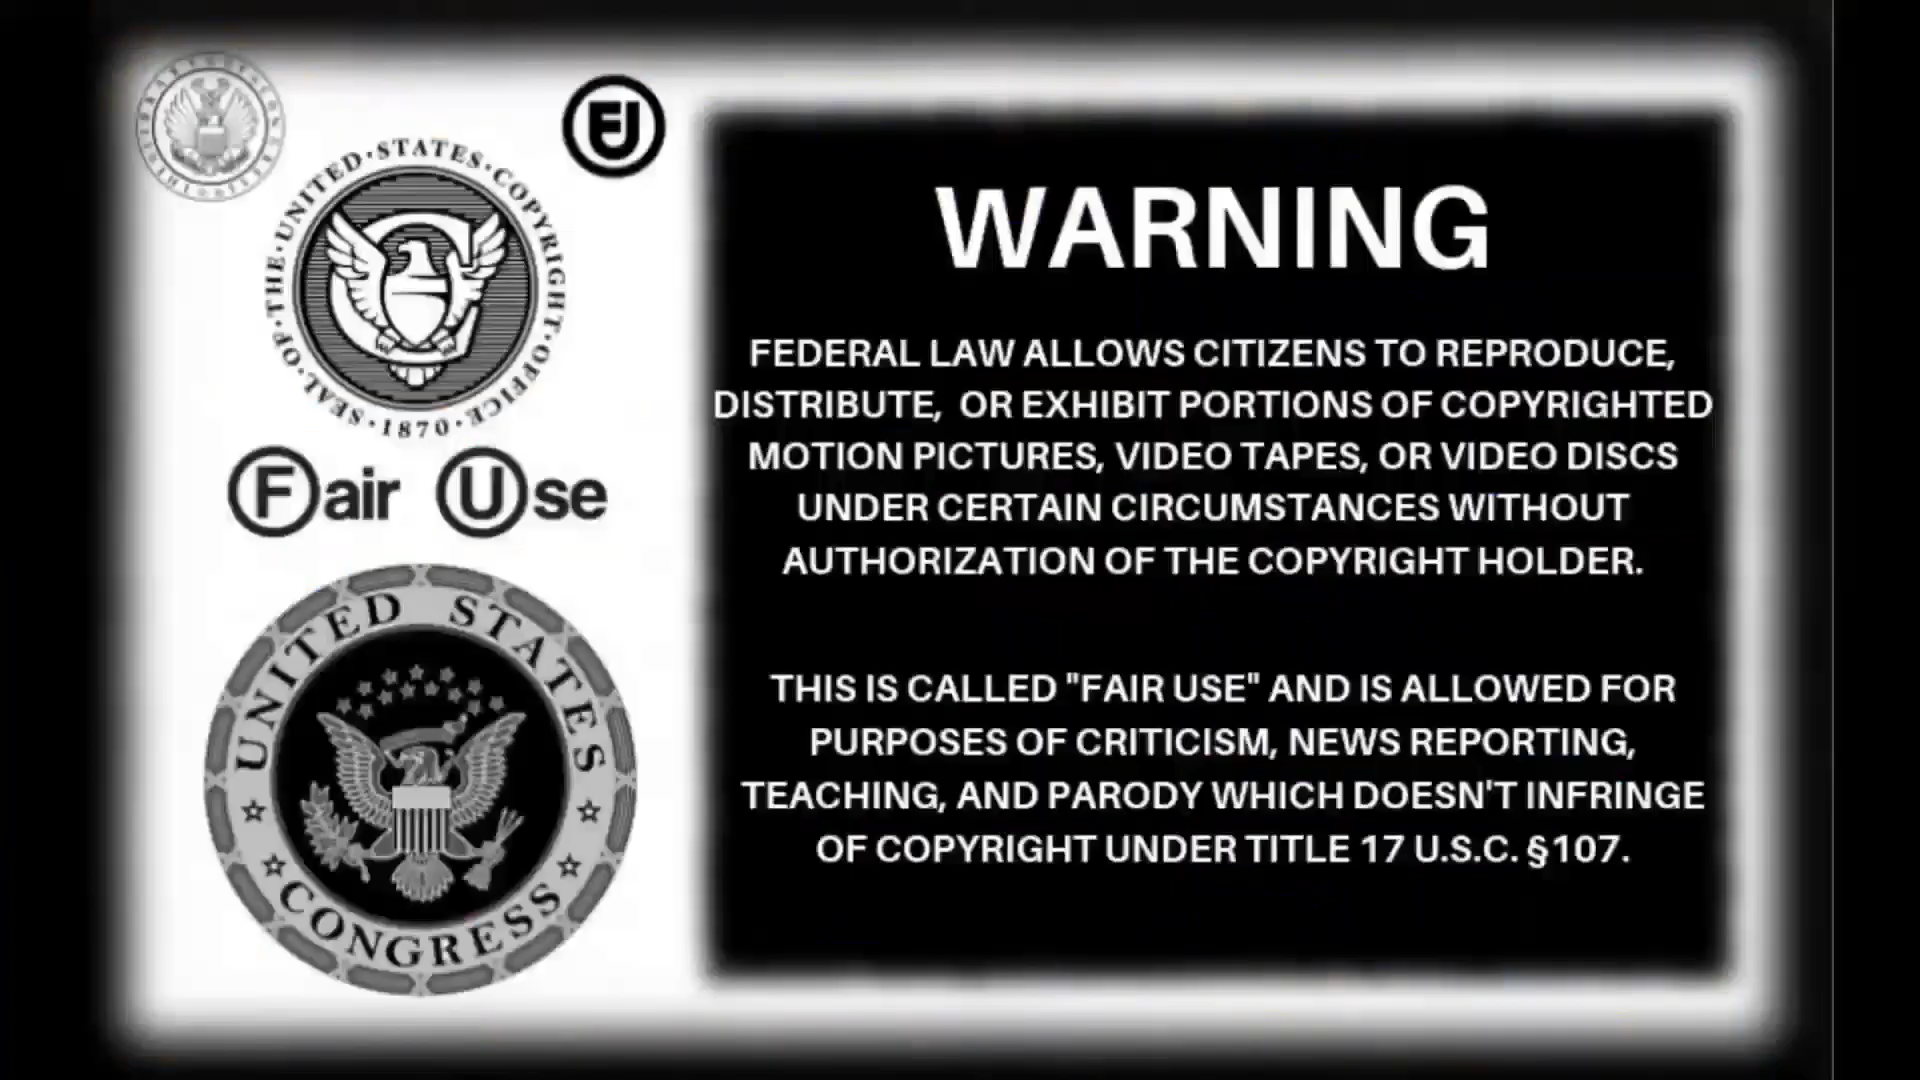 SEAL·OF·THE·UNITED·STATES·COPYRIGHT·OFFICE·1870·
Fair Use
UNITED STATES
CONGRESS
WARNING
FEDERAL LAW ALLOWS CITIZENS TO REPRODUCE,
DISTRIBUTE, OR EXHIBIT PORTIONS OF COPYRIGHTED
MOTION PICTURES, VIDEO TAPES, OR VIDEO DISCS
UNDER CERTAIN CIRCUMSTANCES WITHOUT
AUTHORIZATION OF THE COPYRIGHT HOLDER.
THIS IS CALLED "FAIR USE" AND IS ALLOWED FOR
PURPOSES OF CRITICISM, NEWS REPORTING,
TEACHING, AND PARODY WHICH DOESN'T INFRINGE
OF COPYRIGHT UNDER TITLE 17 U.S.C. §107.